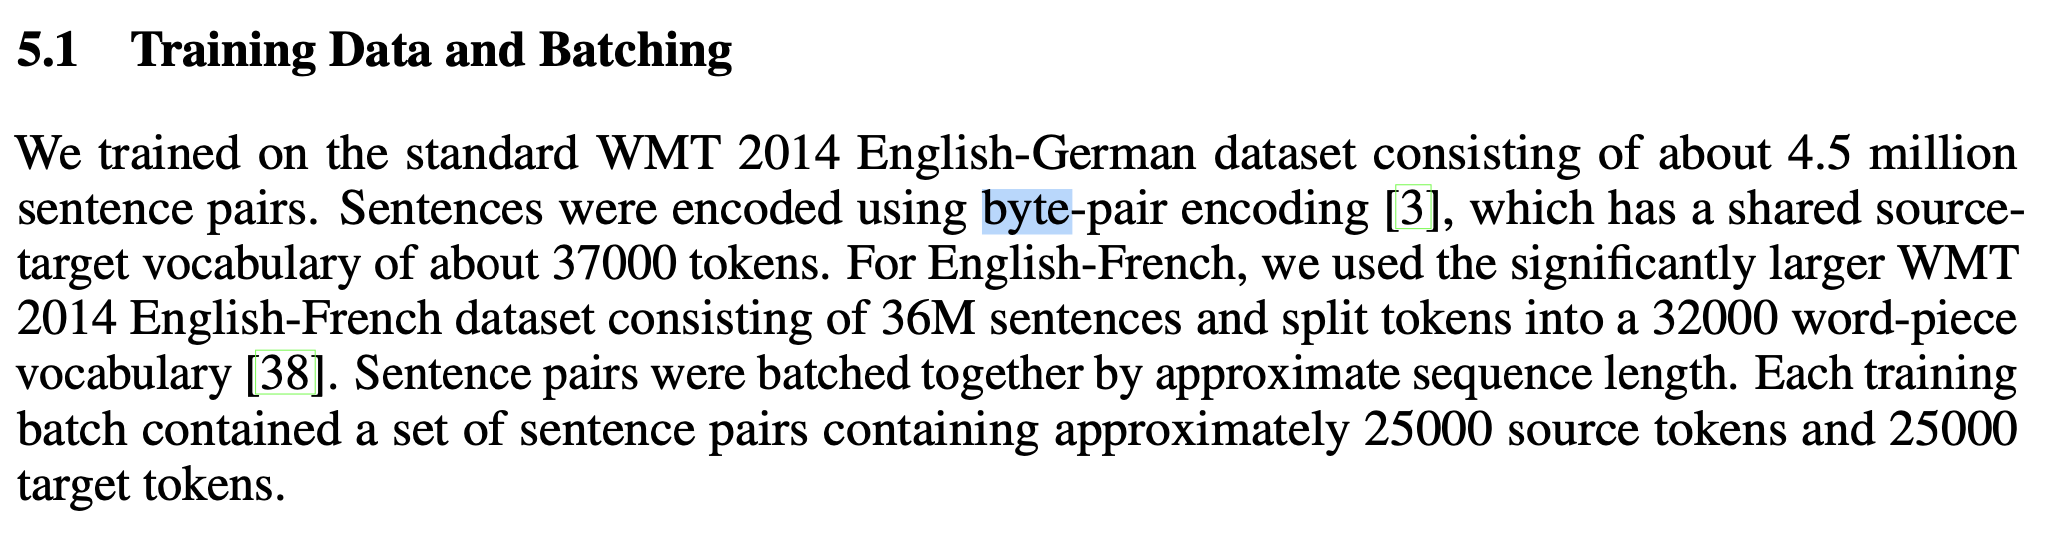 5.1 Training Data and Batching
We trained on the standard WMT 2014 English-German dataset consisting of about 4.5 million
sentence pairs. Sentences were encoded using byte-pair encoding [3], which has a shared source-
target vocabulary of about 37000 tokens. For English-French, we used the significantly larger WMT
2014 English-French dataset consisting of 36M sentences and split tokens into a 32000 word-piece
vocabulary [38]. Sentence pairs were batched together by approximate sequence length. Each training
batch contained a set of sentence pairs containing approximately 25000 source tokens and 25000
target tokens.